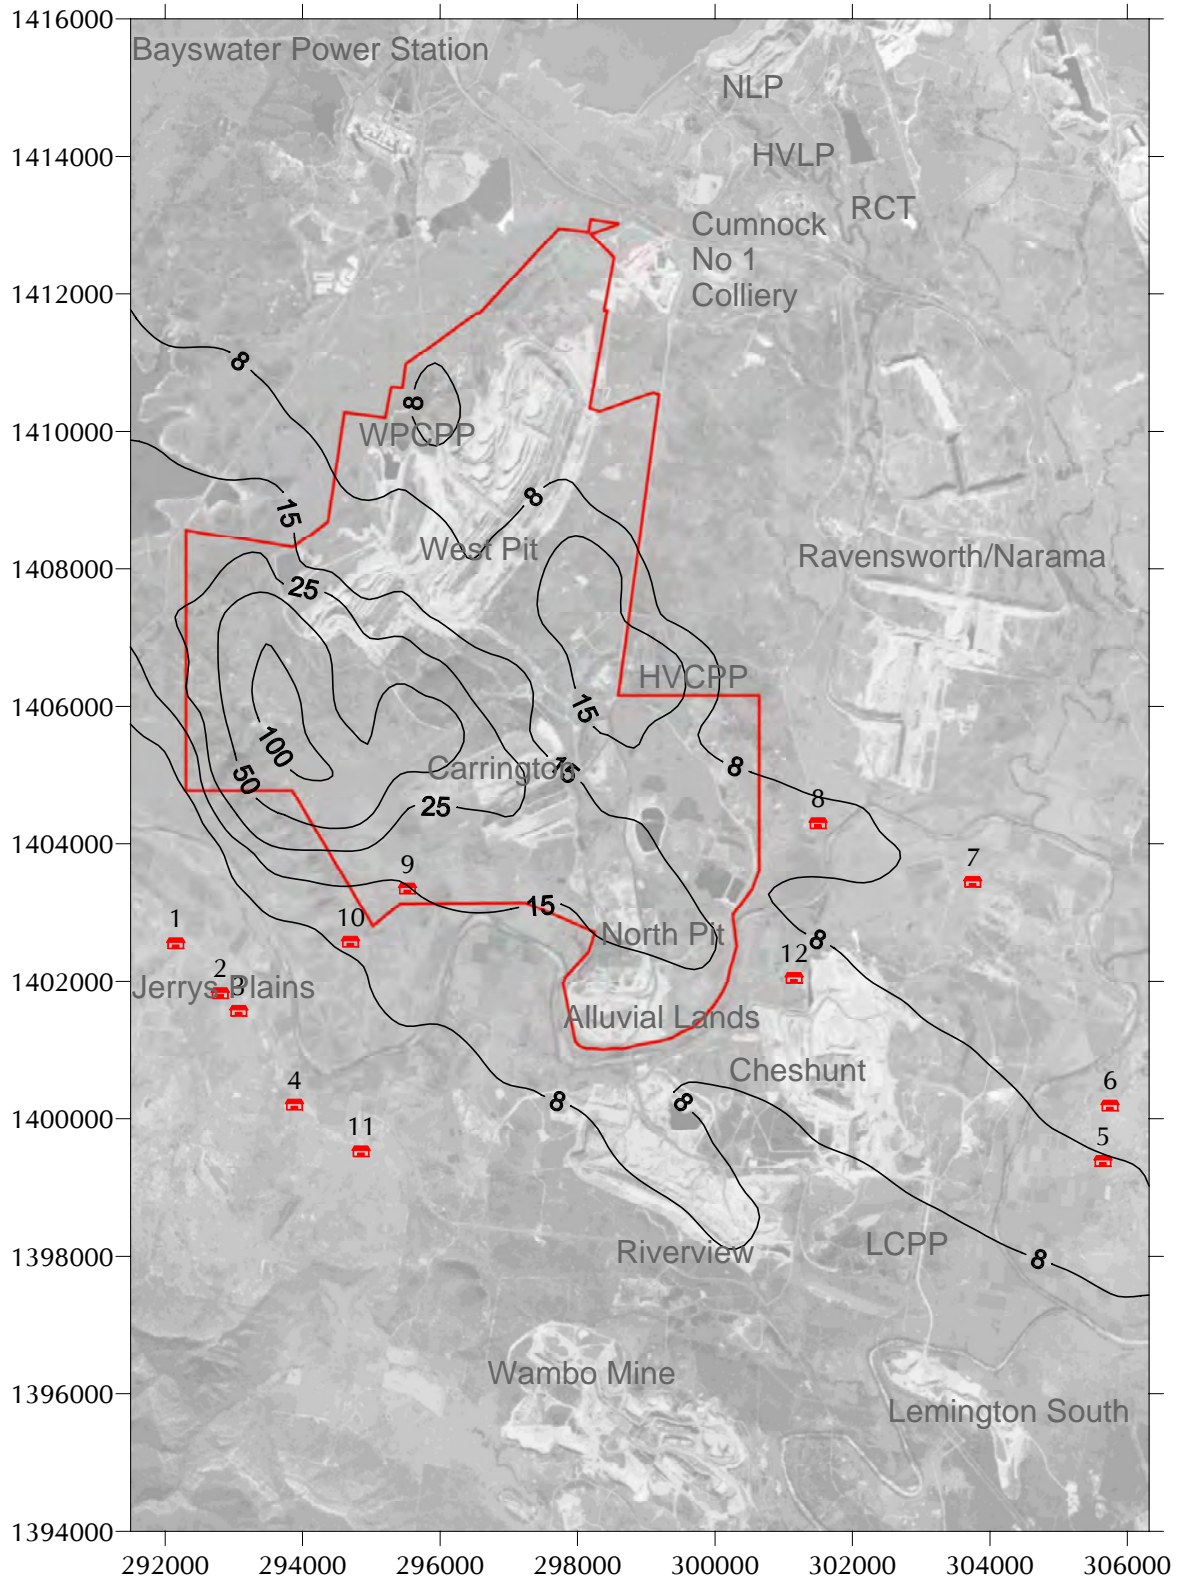 1416000
Bayswater Power Station
NLP
1414000
HVLP
RCT
Cumnock
No 1
Colliery
1412000
8
8
1410000
WPCPP
8
15
West Pit
1408000
Ravensworth/Narama
25
HVCPP
1406000
15
100
50
Carrington
15
8
25
8
1404000
9
7
15
1
10
North Pit
8
12
1402000
2
3
Jerrys Plains
Alluvial Lands
Cheshunt
4
8
8
6
1400000
11
5
1398000
Riverview
LCPP
8
Wambo Mine
1396000
Lemington South
1394000
292000 294000 296000 298000 300000 302000 304000 306000